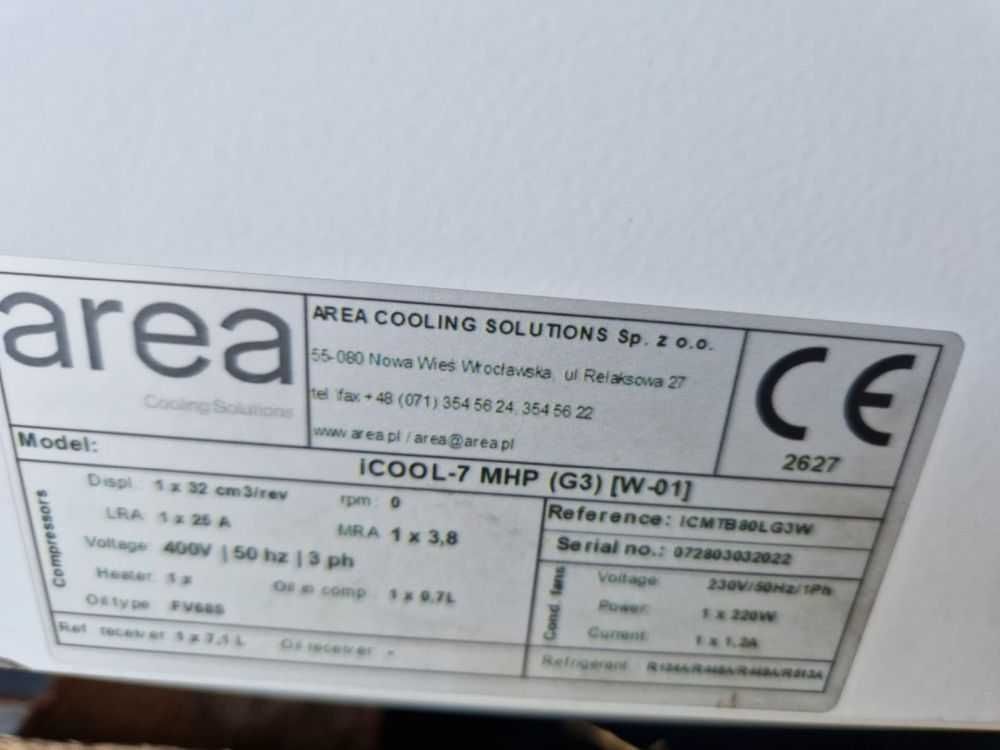 area
Cooling Solutions
AREA COOLING SOLUTIONS Sp. z o.o.
55-080 Nowa Wieś Wrocławska, ul Relaksowa 27
tel /fax +48 (071) 354 56 24, 354 56 22
www.area.pl / area@area.pl
CE
2627
Model: iCOOL-7 MHP (G3) [W-01]
Compressors
Displ.: 1 x 32 cm3/rev rpm: 0
LRA: 1 x 25 A MRA 1 x 3,8
Voltage: 400V | 50 hz | 3 ph
Heater: 1 x Oil in comp.: 1 x 0.7L
Oil type: FV68S
Ref. receiver 1 x 7,1 L Oil receiver: -
Reference: ICMTB80LG3W
Serial no.: 072803032022
Cond. fans
Voltage: 230V/50Hz/1Ph
Power: 1 x 220W
Current: 1 x 1,2A
Refrigerant: R134A/R448A/R449A/R513A